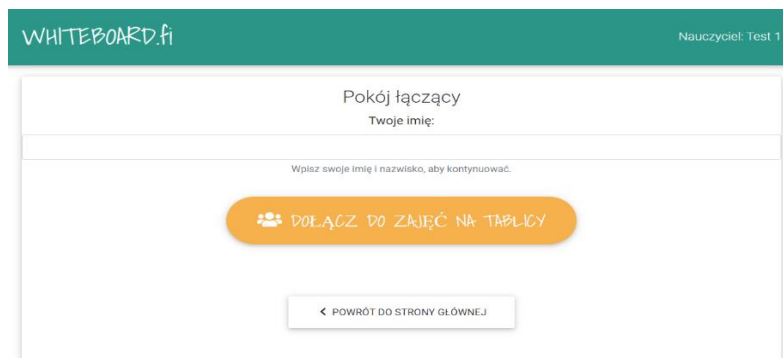 WHITEBOARD.fi
Nauczyciel: Test 1
Pokój łączący
Twoje imię:
Wpisz swoje imię i nazwisko, aby kontynuować.
DOŁĄCZ DO ZAJĘĆ NA TABLICY
POWRÓT DO STRONY GŁÓWNEJ